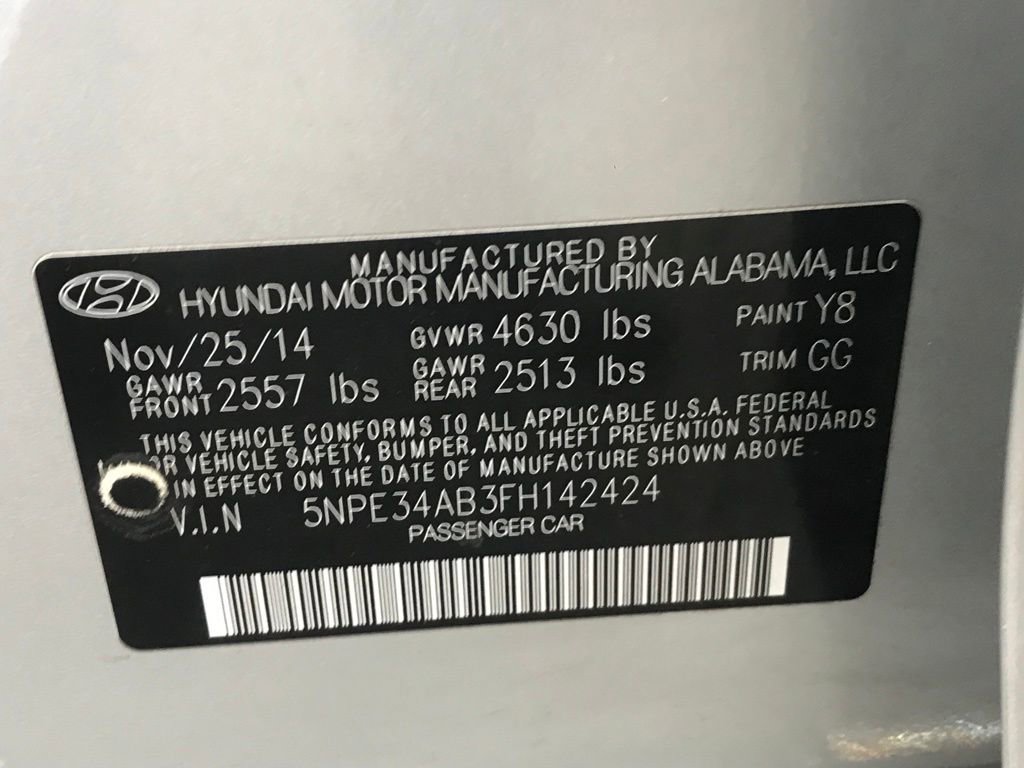 MANUFACTURED BY
HYUNDAI MOTOR MANUFACTURING ALABAMA, LLC
Nov/25/14 GVWR 4630 lbs PAINT Y8
GAWR FRONT 2557 lbs GAWR REAR 2513 lbs TRIM GG
THIS VEHICLE CONFORMS TO ALL APPLICABLE U.S.A. FEDERAL
OR VEHICLE SAFETY, BUMPER, AND THEFT PREVENTION STANDARDS
IN EFFECT ON THE DATE OF MANUFACTURE SHOWN ABOVE
V.I.N 5NPE34AB3FH142424
PASSENGER CAR